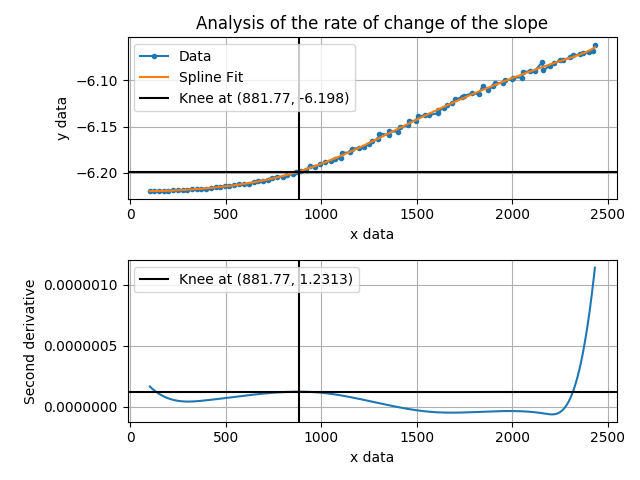 Analysis of the rate of change of the slope
Data
Spline Fit
Knee at (881.77, -6.198)
−6.10
−6.15
−6.20
y data
0 500 1000 1500 2000 2500
x data
Knee at (881.77, 1.2313)
0.0000010
0.0000005
0.0000000
Second derivative
0 500 1000 1500 2000 2500
x data